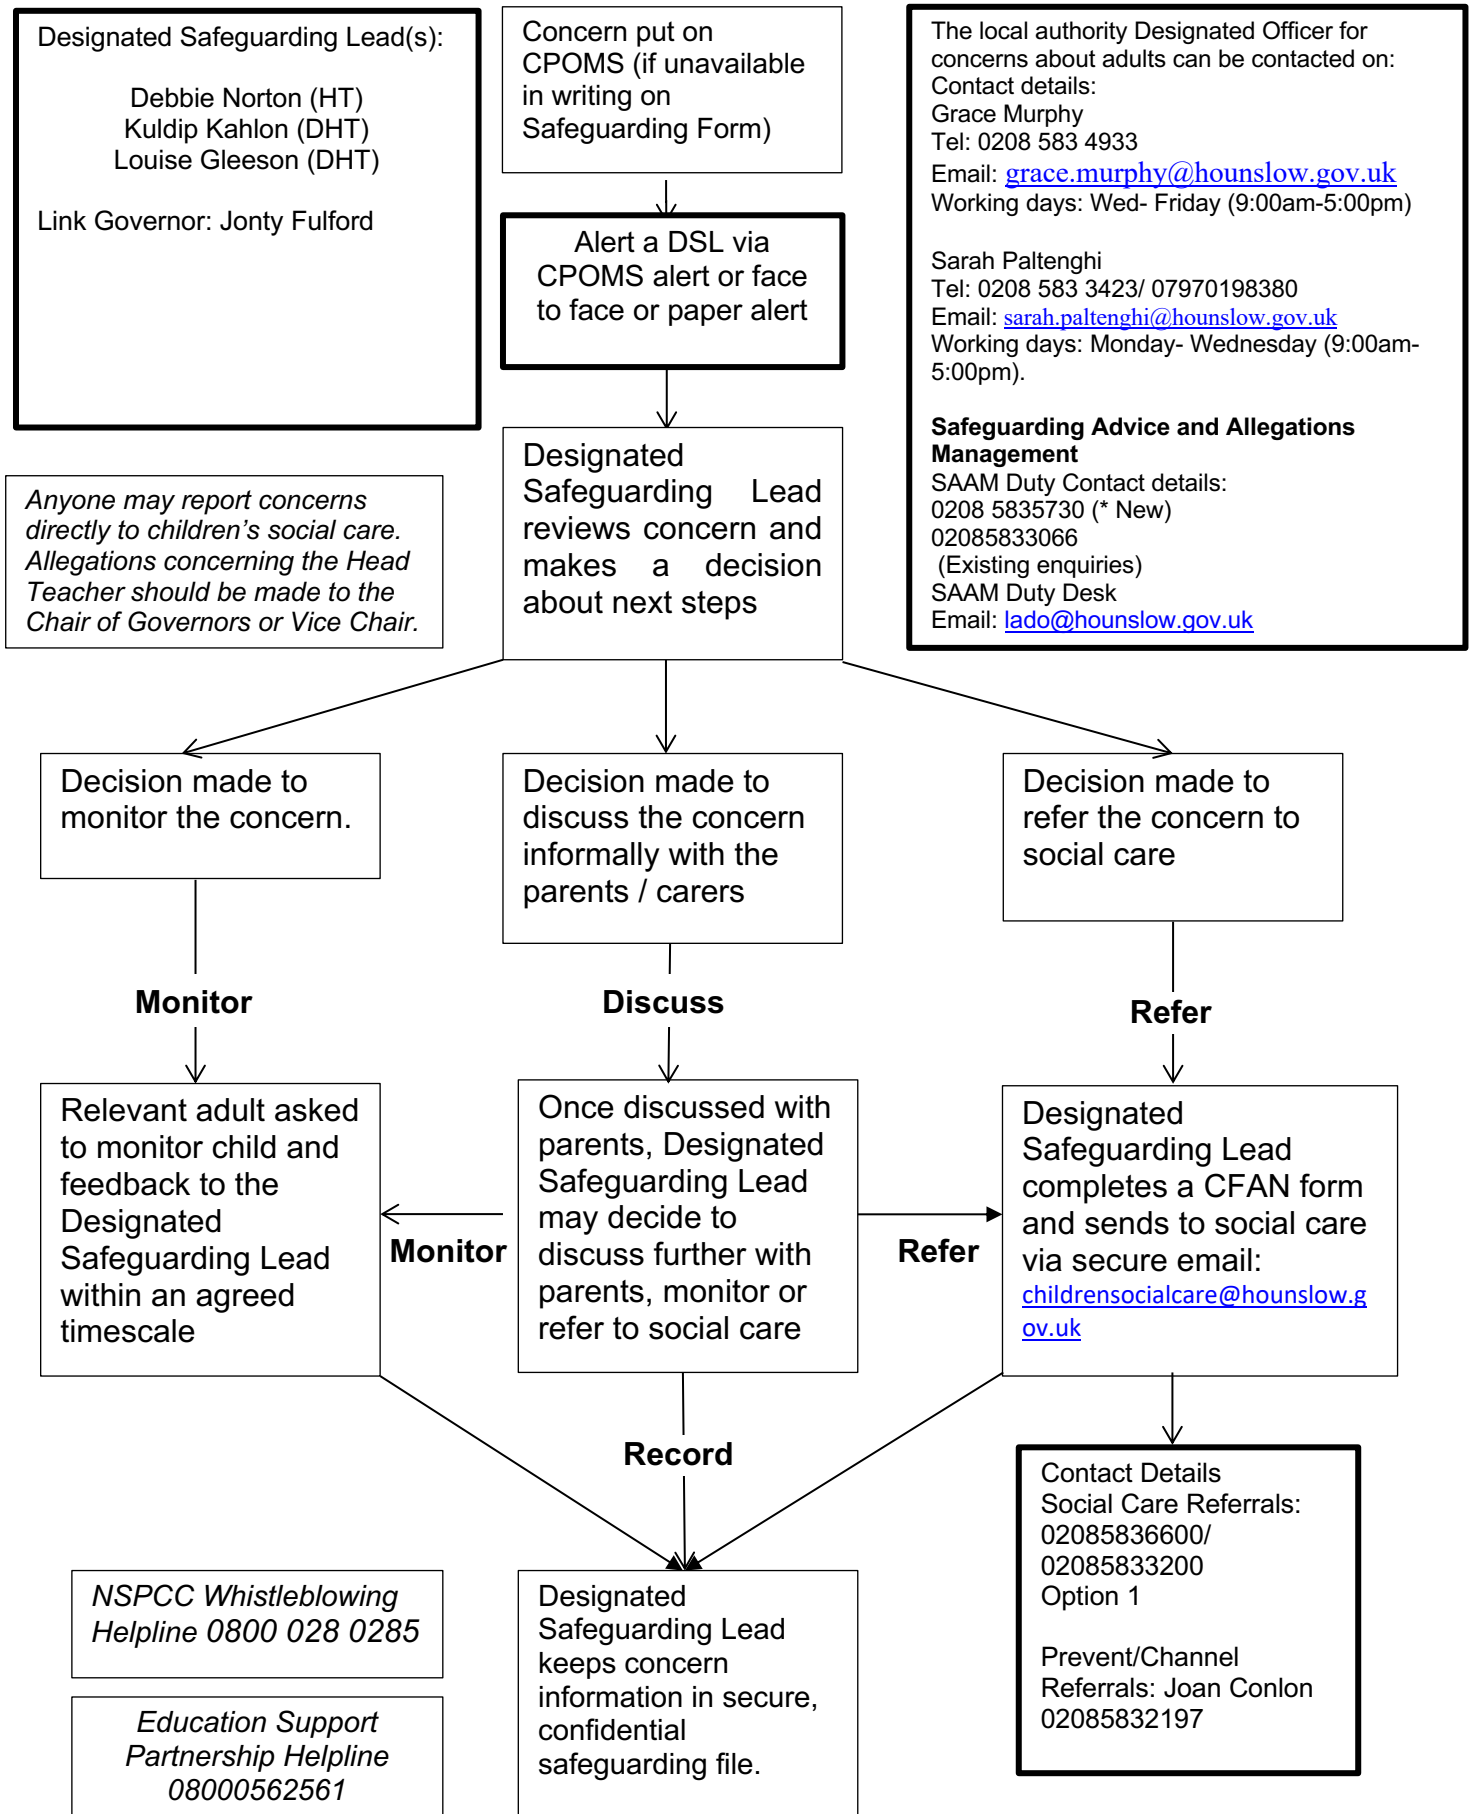 Designated Safeguarding Lead(s):
Debbie Norton (HT)
Kuldip Kahlon (DHT)
Louise Gleeson (DHT)
Link Governor: Jonty Fulford
Concern put on
CPOMS (if unavailable
in writing on
Safeguarding Form)
The local authority Designated Officer for
concerns about adults can be contacted on:
Contact details:
Grace Murphy
Tel: 0208 583 4933
Email: grace.murphy@hounslow.gov.uk
Working days: Wed- Friday (9:00am-5:00pm)
Sarah Paltenghi
Tel: 0208 583 3423/ 07970198380
Email: sarah.paltenghi@hounslow.gov.uk
Working days: Monday- Wednesday (9:00am-
5:00pm).
Safeguarding Advice and Allegations
Management
SAAM Duty Contact details:
0208 5835730 (* New)
02085833066
(Existing enquiries)
SAAM Duty Desk
Email: lado@hounslow.gov.uk
Alert a DSL via
CPOMS alert or face
to face or paper alert
Anyone may report concerns
directly to children’s social care.
Allegations concerning the Head
Teacher should be made to the
Chair of Governors or Vice Chair.
Designated
Safeguarding Lead
reviews concern and
makes a decision
about next steps
Decision made to
monitor the concern.
Decision made to
discuss the concern
informally with the
parents / carers
Decision made to
refer the concern to
social care
Monitor
Discuss
Refer
Relevant adult asked
to monitor child and
feedback to the
Designated
Safeguarding Lead
within an agreed
timescale
Monitor
Once discussed with
parents, Designated
Safeguarding Lead
may decide to
discuss further with
parents, monitor or
refer to social care
Refer
Designated
Safeguarding Lead
completes a CFAN form
and sends to social care
via secure email:
childrensocialcare@hounslow.g
ov.uk
Record
Contact Details
Social Care Referrals:
02085836600/
02085833200
Option 1
Prevent/Channel
Referrals: Joan Conlon
02085832197
NSPCC Whistleblowing
Helpline 0800 028 0285
Education Support
Partnership Helpline
08000562561
Designated
Safeguarding Lead
keeps concern
information in secure,
confidential
safeguarding file.